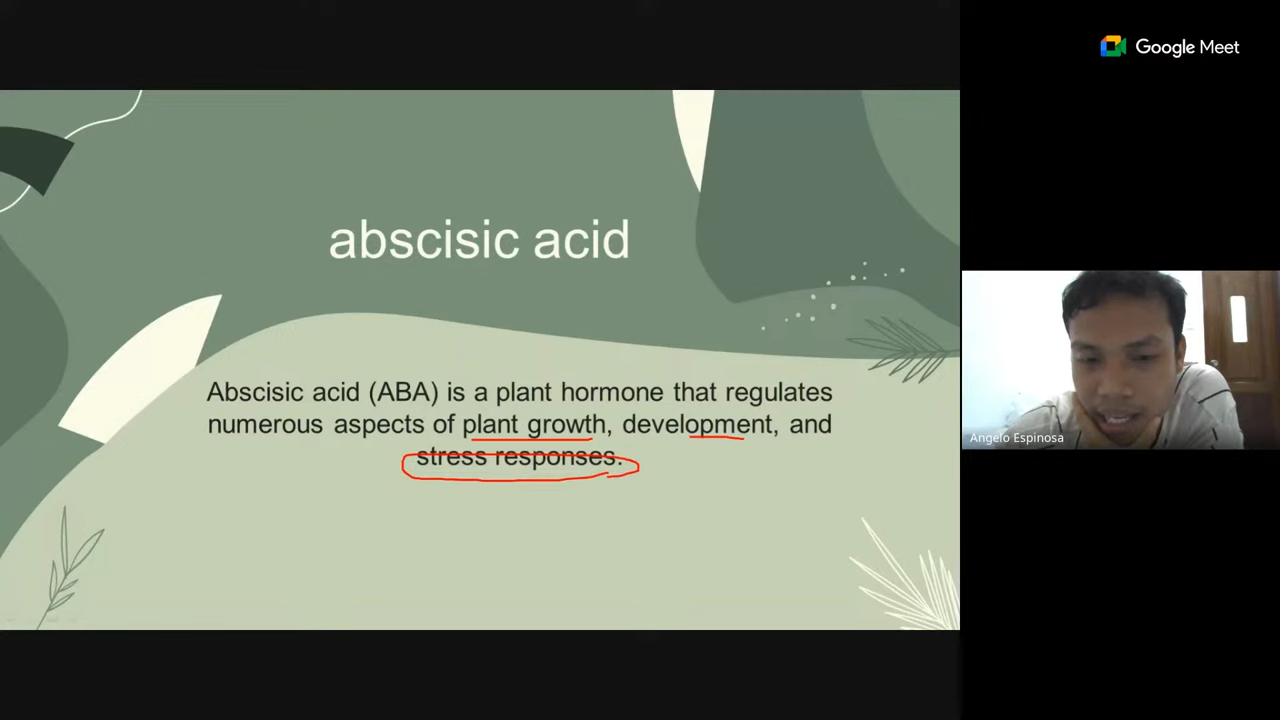 Google Meet
abscisic acid
Abscisic acid (ABA) is a plant hormone that regulates
numerous aspects of plant growth, development, and
stress responses.
Angelo Espinosa